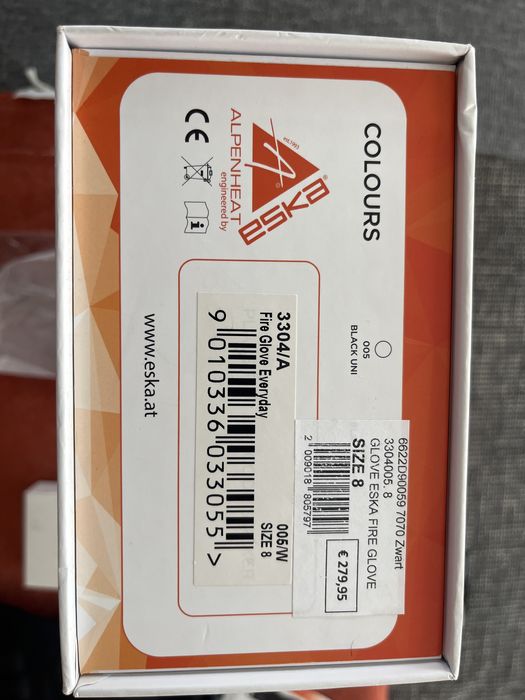 COLOURS
005
BLACK UNI
est.1993
eska
®
ALPENHEAT
engineered by
CE
i
www.eska.at
3304/A
Fire Glove Everyday
005/W
SIZE 8
9 010336 033055 >
6622D90059 7070 Zwart
3304005. 8
GLOVE ESKA FIRE GLOVE
SIZE 8
2 009018 805797
€ 279,95